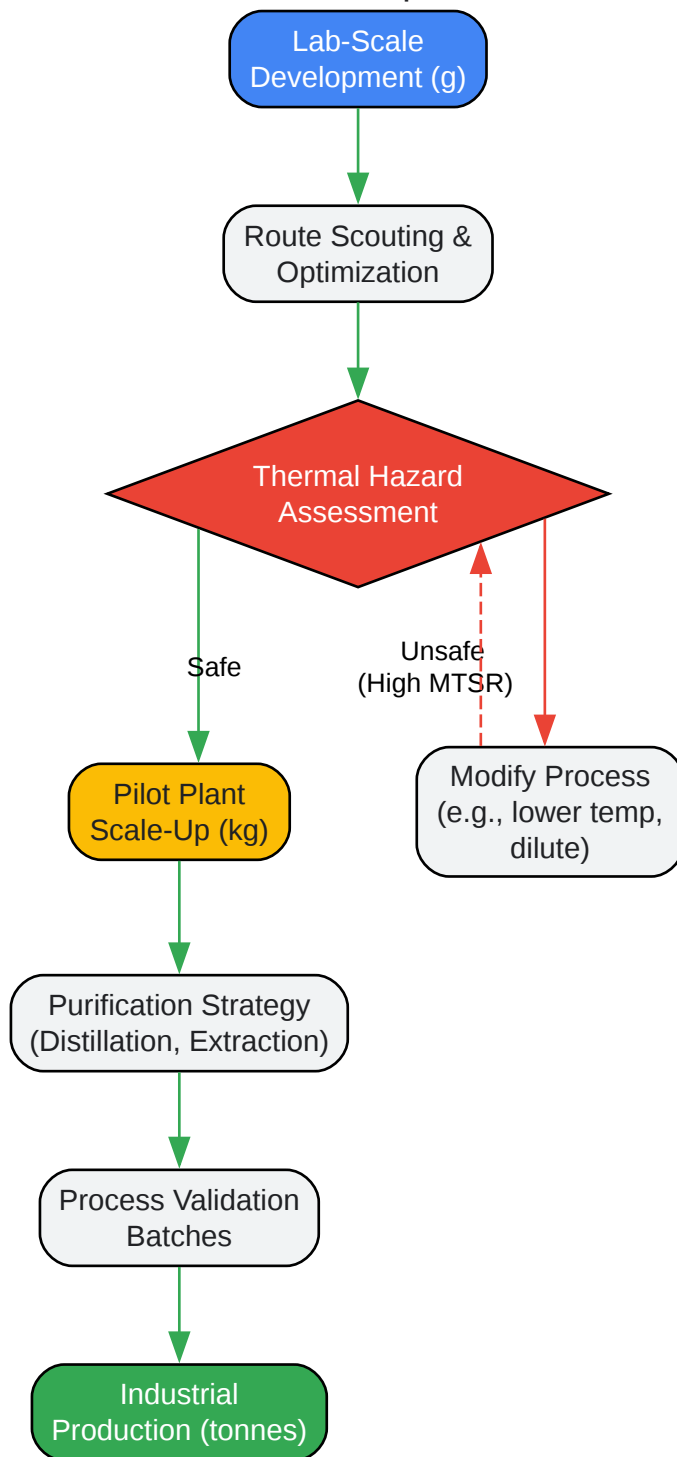 Lab-Scale
Development (g)
Route Scouting &
Optimization
Thermal Hazard
Assessment
Safe
Unsafe
(High MTSR)
Pilot Plant
Scale-Up (kg)
Modify Process
(e.g., lower temp,
dilute)
Purification Strategy
(Distillation, Extraction)
Process Validation
Batches
Industrial
Production (tonnes)